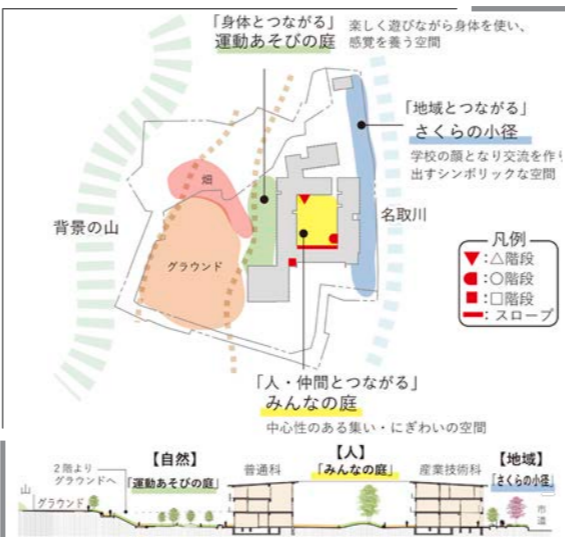 「身体とつながる」
運動あそびの庭
楽しく遊びながら身体を使い、
感覚を養う空間
「地域とつながる」
さくらの小径
学校の顔となり交流を作り
出すシンボリックな空間
畑
背景の山
グラウンド
名取川
凡例
▼:△階段
:〇階段
■:□階段
ー:スロープ
「人・仲間とつながる」
みんなの庭
中心性のある集い・にぎわいの空間
【自然】
【人】
【地域】
2階より
グラウンドへ
「運動あそびの庭」
普通科
「みんなの庭」
産業技術科
「さくらの小径」
山
グラウンド
市道